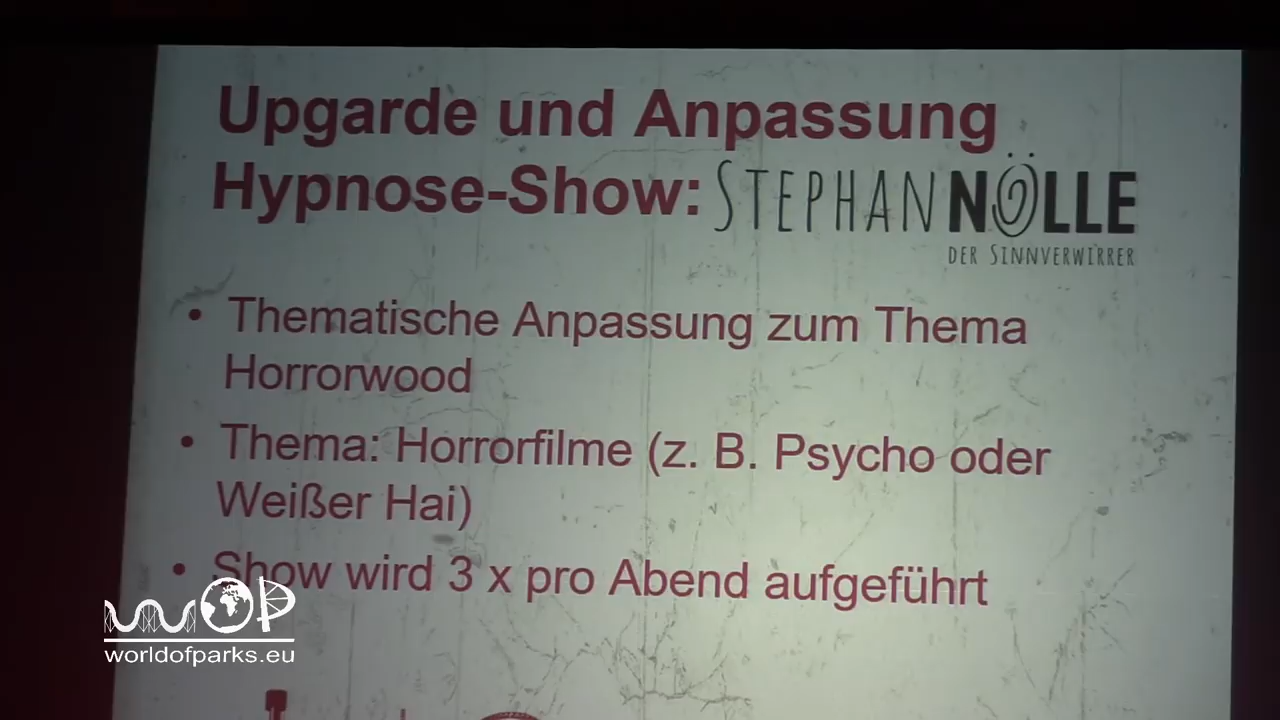 Upgarde und Anpassung
Hypnose-Show: STEPHAN NÖLLE
DER SINNVERWIRRER
• Thematische Anpassung zum Thema
Horrorwood
• Thema: Horrorfilme (z. B. Psycho oder
Weißer Hai)
• Show wird 3 x pro Abend aufgeführt
WOP
worldofparks.eu